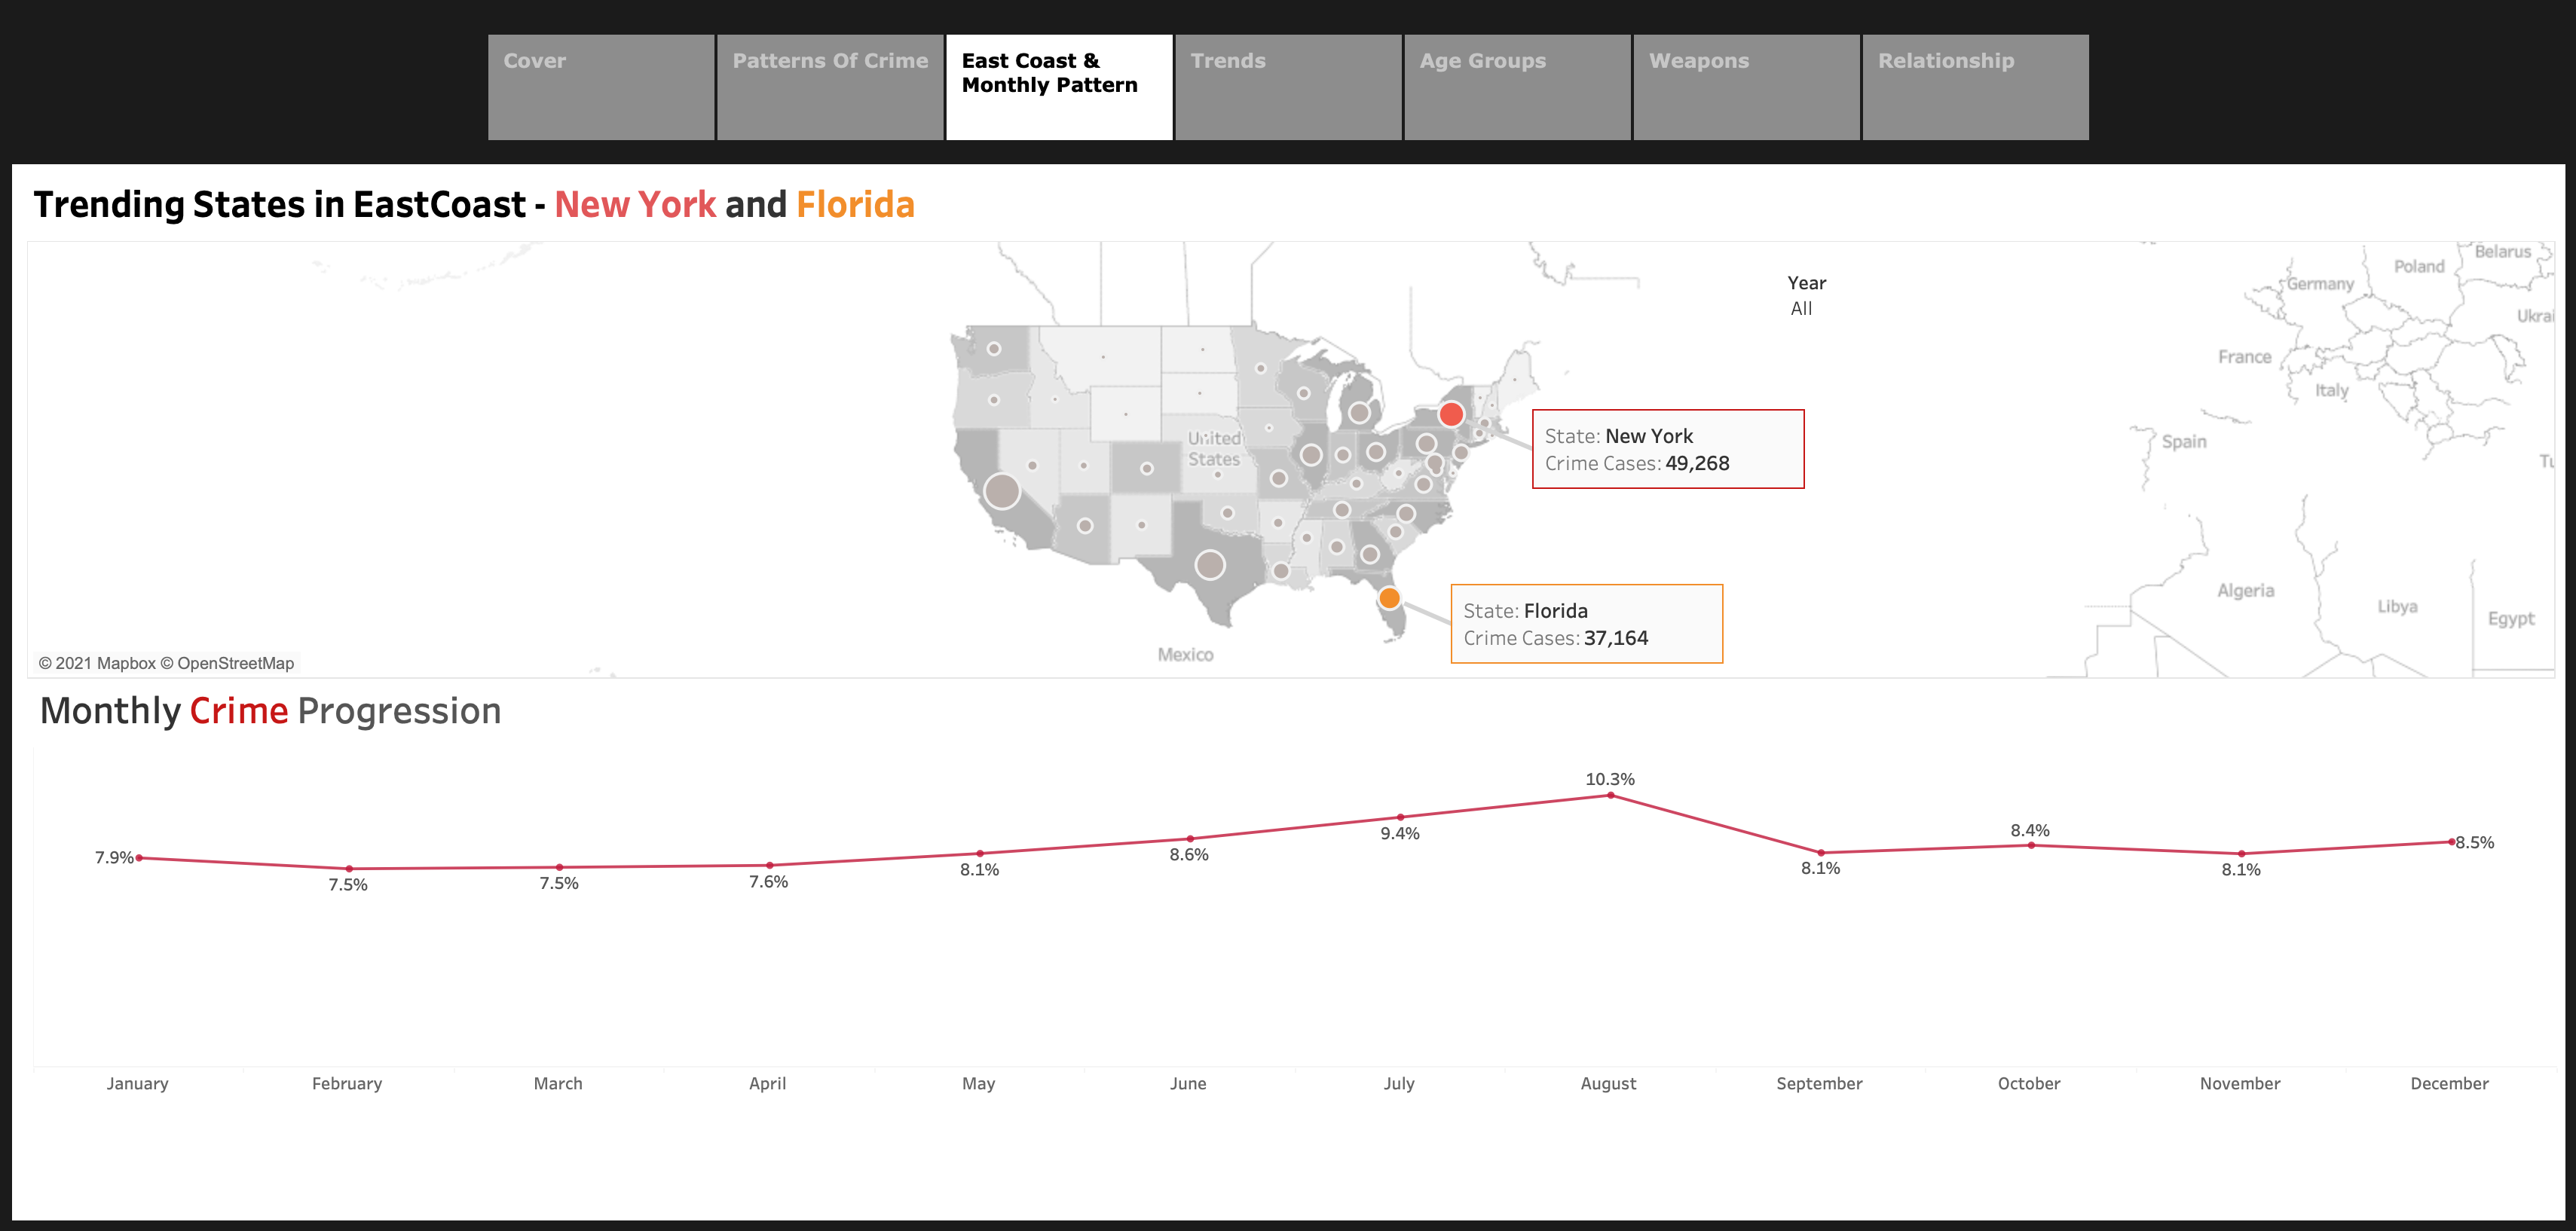 Cover
Patterns Of Crime
East Coast &
Monthly Pattern
Trends
Age Groups
Weapons
Relationship
Trending States in EastCoast - New York and Florida
Year
All
Belarus
Poland
Germany
Ukrai
France
Italy
Spain
Tu
Algeria
Libya
Egypt
United
States
Mexico
State: New York
Crime Cases: 49,268
State: Florida
Crime Cases: 37,164
© 2021 Mapbox © OpenStreetMap
Monthly Crime Progression
7.9%
7.5%
7.5%
7.6%
8.1%
8.6%
9.4%
10.3%
8.1%
8.4%
8.1%
8.5%
January
February
March
April
May
June
July
August
September
October
November
December